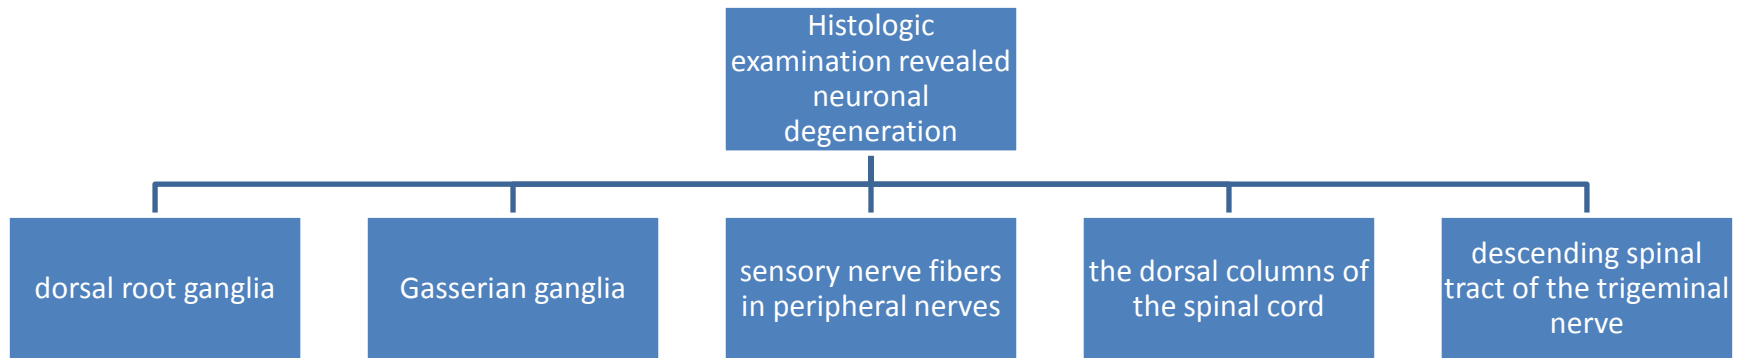 Histologic
examination revealed
neuronal
degeneration
dorsal root ganglia
Gasserian ganglia
sensory nerve fibers
in peripheral nerves
the dorsal columns of
the spinal cord
descending spinal
tract of the trigeminal
nerve